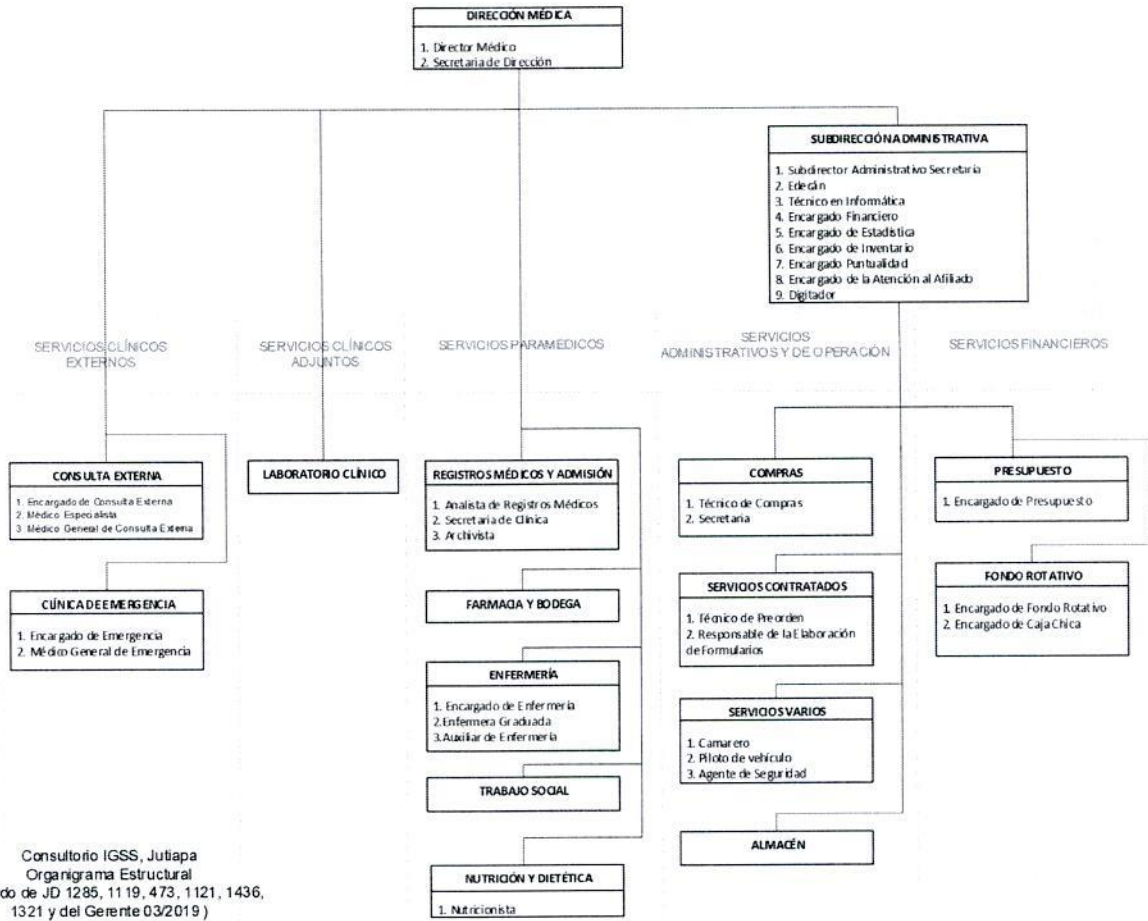 DIRECCIÓN MÉDICA
1. Director Médico
2. Secretaria de Dirección
SUBDIRECCIÓN ADMINISTRATIVA
1. Subdirector Administrativo Secretaría
2. Edecán
3. Técnico en Informática
4. Encargado Financiero
5. Encargado de Estadística
6. Encargado de Inventario
7. Encargado Puntualidad
8. Encargado de la Atención al Afiliado
9. Digitador
SERVICIOS CLÍNICOS
EXTERNOS
SERVICIOS CLÍNICOS
ADJUNTOS
SERVICIOS PARAMÉDICOS
SERVICIOS
ADMINISTRATIVOS Y DE OPERACIÓN
SERVICIOS FINANCIEROS
CONSULTA EXTERNA
1. Encargado de Consulta Externa
2. Médico Especialista
3 Médico General de Consulta Externa
CLÍNICA DE EMERGENCIA
1. Encargado de Emergencia
2. Médico General de Emergencia
LABORATORIO CLÍNICO
REGISTROS MÉDICOS Y ADMISIÓN
1. Analista de Registros Médicos
2. Secretaria de Clínica
3. Archivista
FARMACIA Y BODEGA
ENFERMERÍA
1. Encargado de Enfermería
2.Enfermera Graduada
3.Auxiliar de Enfermería
TRABAJO SOCIAL
NUTRICIÓN Y DIETÉTICA
1. Nutricionista
COMPRAS
1. Técnico de Compras
2. Secretaria
SERVICIOS CONTRATADOS
1. Técnico de Preorden
2. Responsable de la Elaboración
de Formularios
SERVICIOS VARIOS
1. Camarero
2. Piloto de vehículo
3. Agente de Seguridad
ALMACÉN
PRESUPUESTO
1. Encargado de Presupuesto
FONDO ROTATIVO
1. Encargado de Fondo Rotativo
2. Encargado de Caja Chica
Consultorio IGSS, Jutiapa
Organigrama Estructural
do de JD 1285, 1119, 473, 1121, 1436,
1321 y del Gerente 03/2019 )